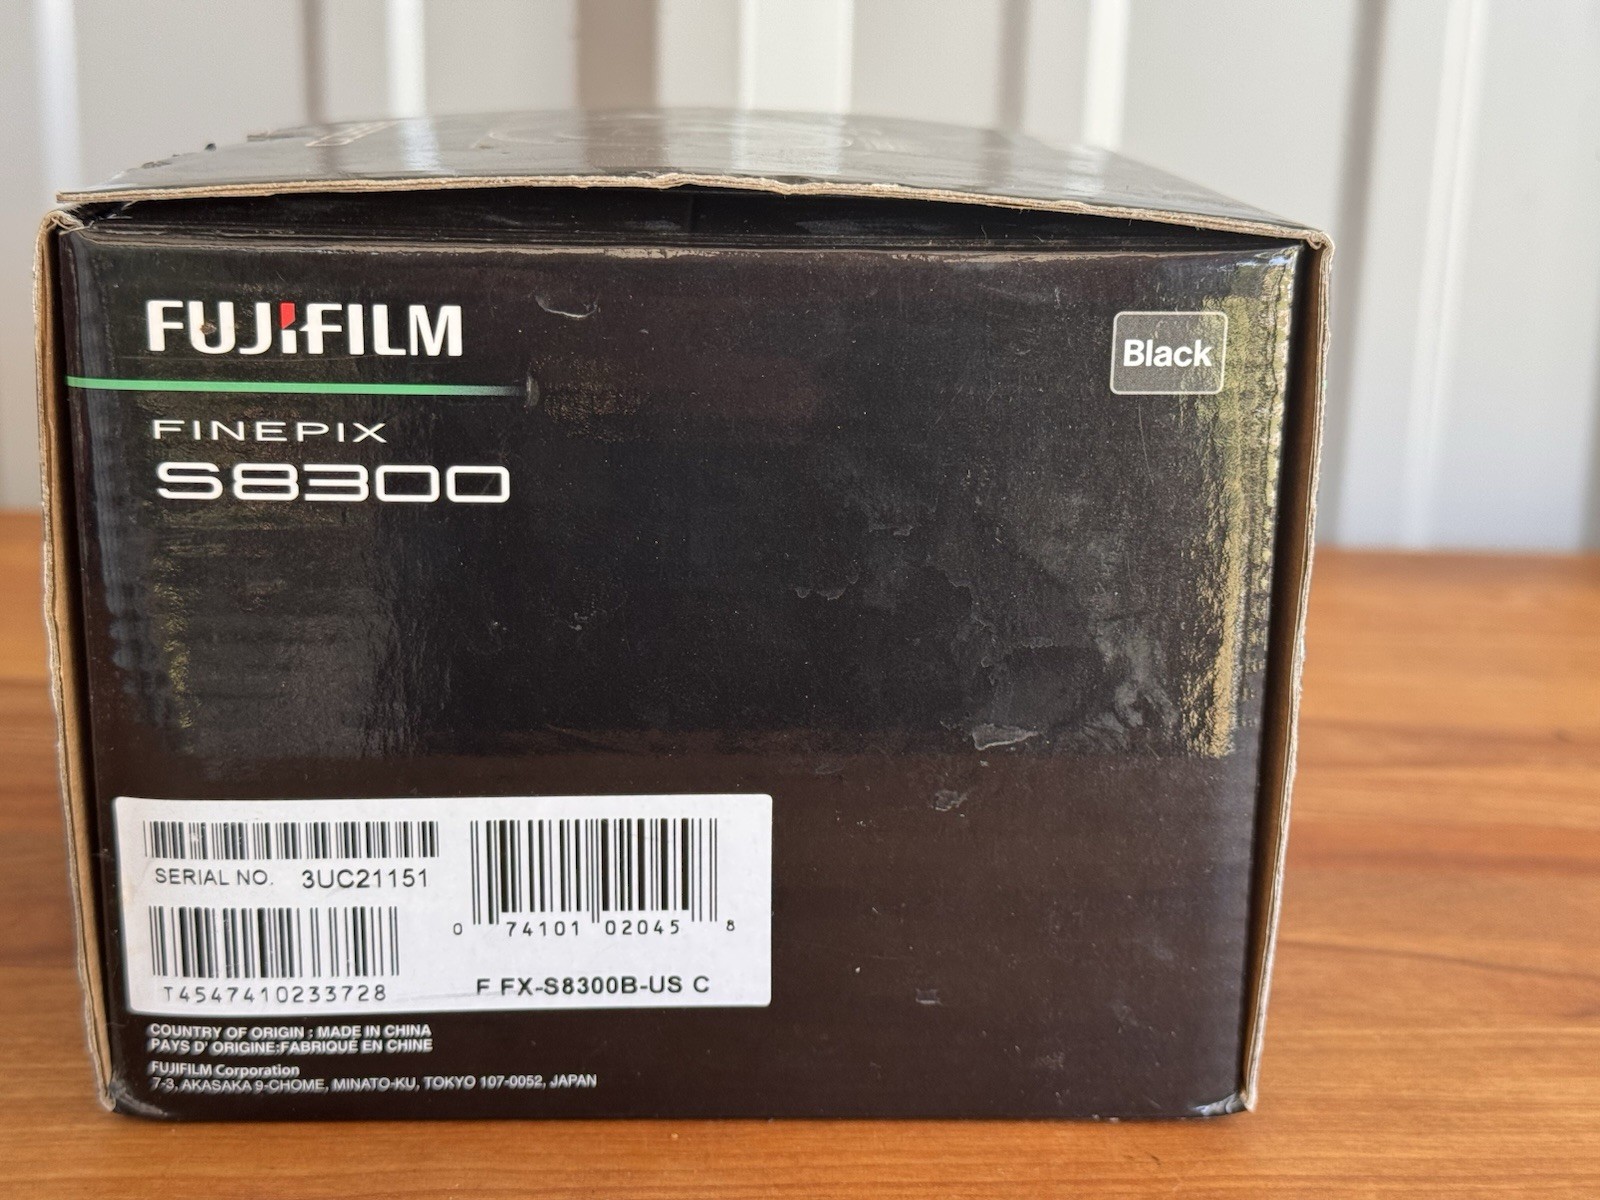 FUJIFILM
Black
FINEPIX
S8300
SERIAL NO. 3UC21151
0 74101 02045 8
T4547410233728
F FX-S8300B-US C
COUNTRY OF ORIGIN : MADE IN CHINA
PAYS D' ORIGINE:FABRIQUÉ EN CHINE
FUJIFILM Corporation
7-3, AKASAKA 9-CHOME, MINATO-KU, TOKYO 107-0052, JAPAN